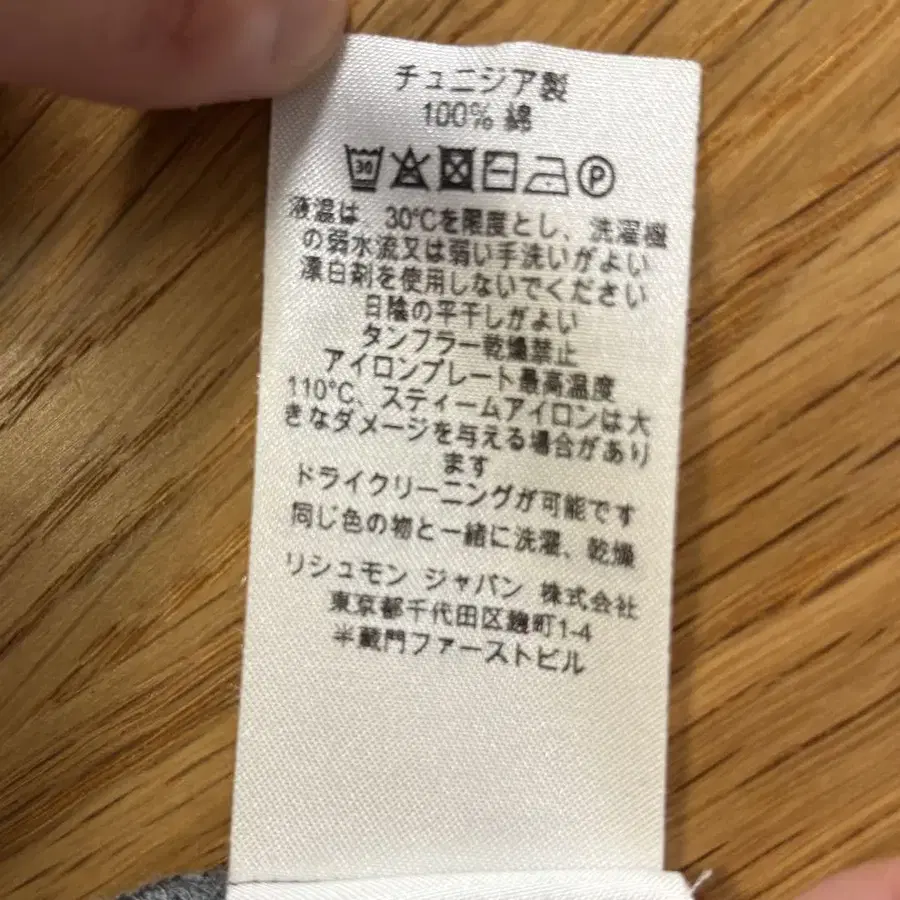 チュニジア製
100% 綿
30 P
液温は、30℃を限度とし、洗濯機
の弱水流又は弱い手洗いがよい
漂白剤を使用しないでください
日陰の平干しがよい
タンブラー乾燥禁止
アイロンプレート最高温度
110℃、スティームアイロンは大
きなダメージを与える場合があり
ます
ドライクリーニングが可能です
同じ色の物と一緒に洗濯、乾燥
リシュモン ジャパン 株式会社
東京都千代田区麹町1-4
半蔵門ファーストビル